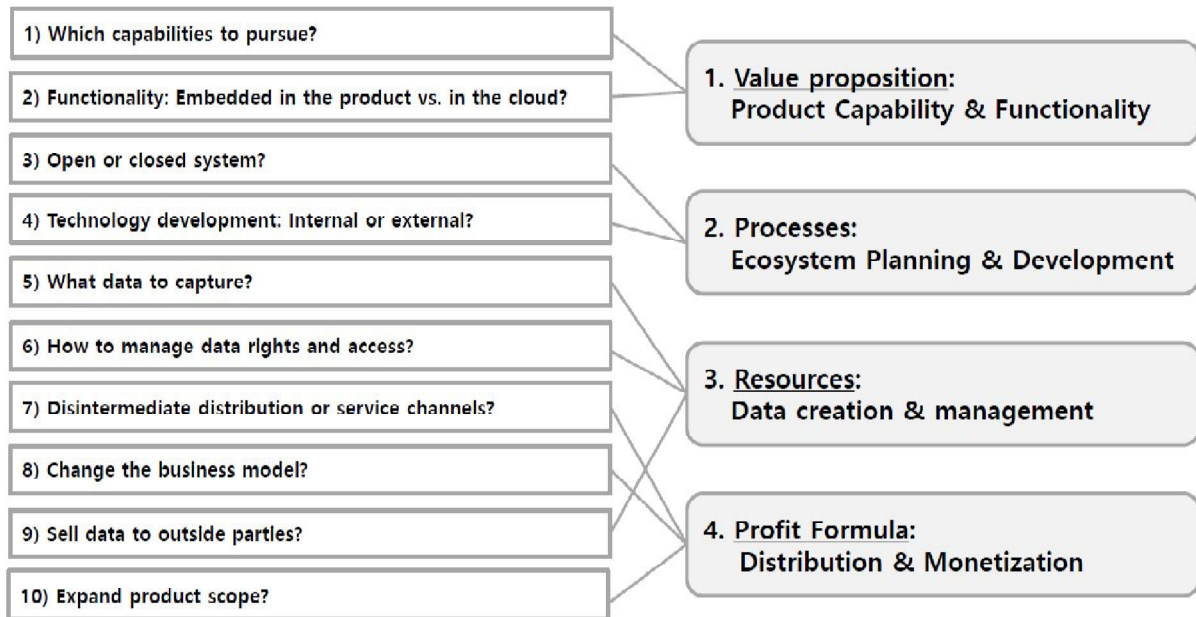 1) Which capabilities to pursue?
2) Functionality: Embedded in the product vs. in the cloud?
3) Open or closed system?
4) Technology development: Internal or external?
5) What data to capture?
6) How to manage data rights and access?
7) Disintermediate distribution or service channels?
8) Change the business model?
9) Sell data to outside parties?
10) Expand product scope?
1. Value proposition:
Product Capability & Functionality
2. Processes:
Ecosystem Planning & Development
3. Resources:
Data creation & management
4. Profit Formula:
Distribution & Monetization